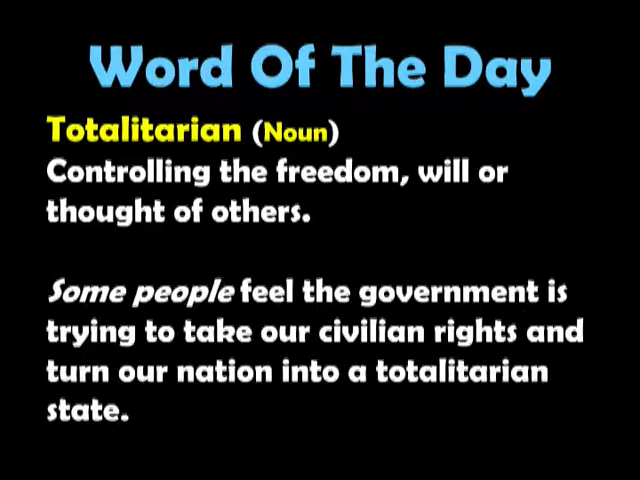 Word Of The Day
Totalitarian (Noun)
Controlling the freedom, will or
thought of others.
Some people feel the government is
trying to take our civilian rights and
turn our nation into a totalitarian
state.